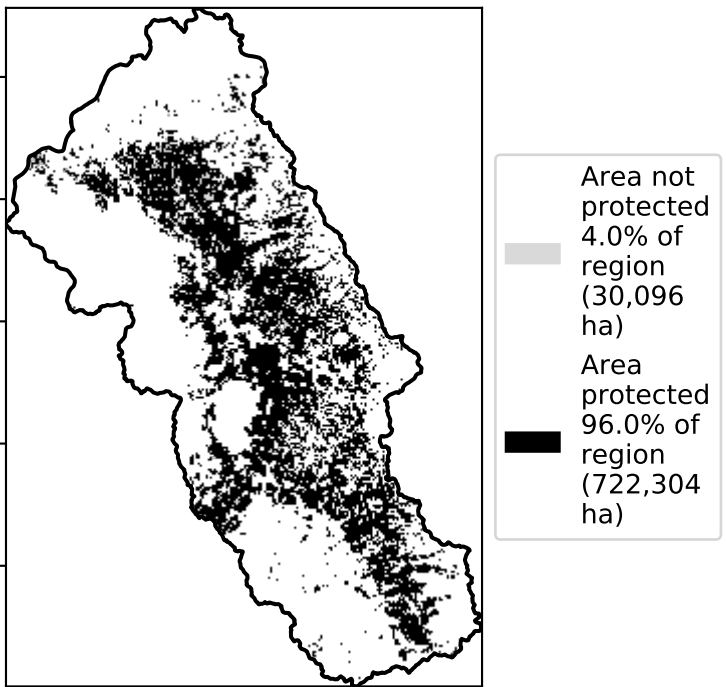 Area not
protected
4.0% of
region
(30,096
ha)
Area
protected
96.0% of
region
(722,304
ha)